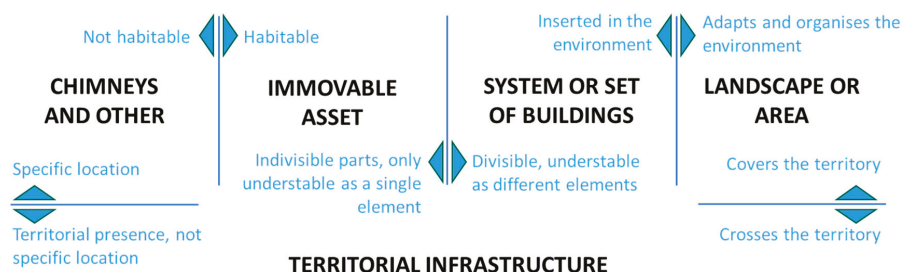 Not habitable
Habitable
Inserted in the
environment
Adapts and organises the
environment
CHIMNEYS
AND OTHER
IMMOVABLE
ASSET
SYSTEM OR SET
OF BUILDINGS
LANDSCAPE OR
AREA
Specific location
Indivisible parts, only
understable as a single
element
Divisible, understable
as different elements
Covers the territory
Territorial presence, not
specific location
Crosses the territory
TERRITORIAL INFRASTRUCTURE